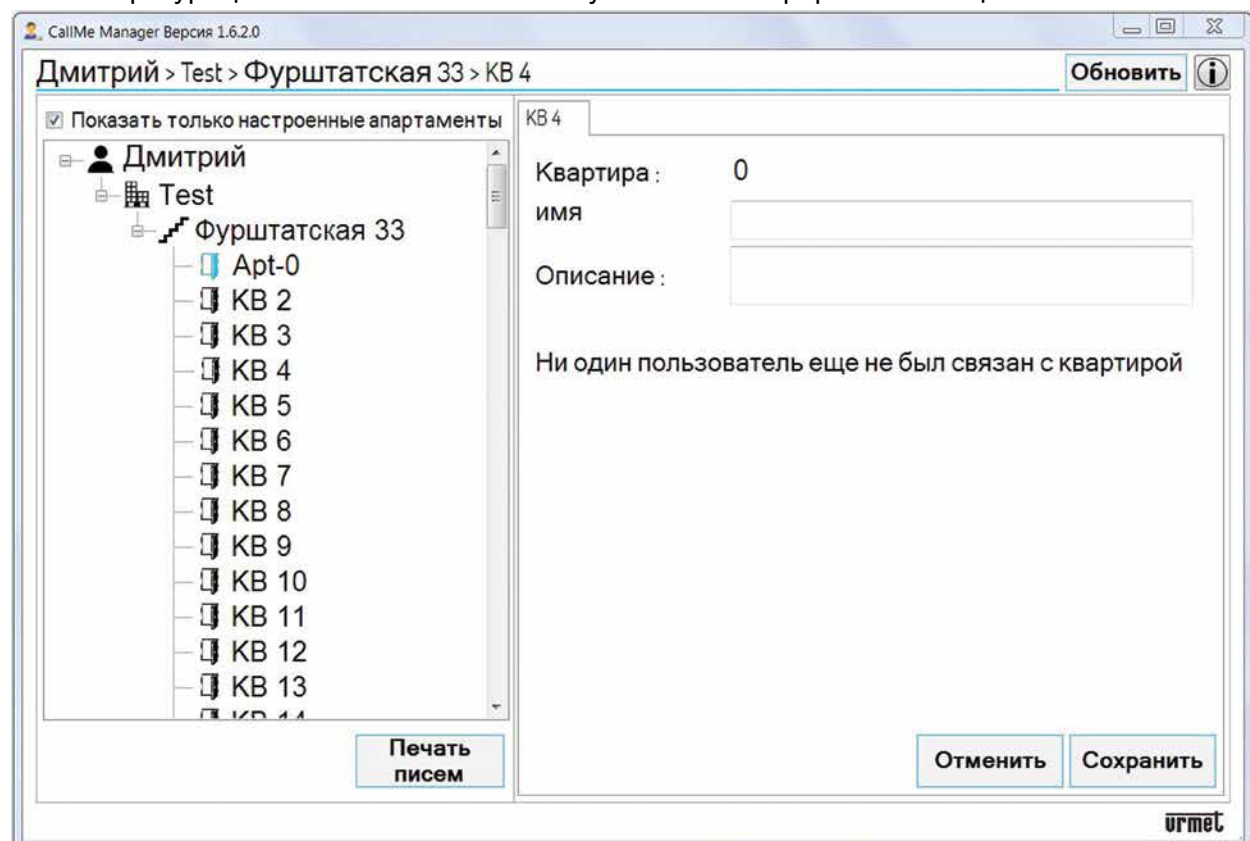 CallMe Manager Версия 1.6.2.0
Дмитрий > Test > Фурштатская 33 > КВ 4
Обновить
Показать только настроенные апартаменты
Дмитрий
Test
Фурштатская 33
Apt-0
КВ 2
КВ 3
КВ 4
КВ 5
КВ 6
КВ 7
КВ 8
КВ 9
КВ 10
КВ 11
КВ 12
КВ 13
КВ 14
Печать
писем
КВ 4
Квартира : 0
имя
Описание :
Ни один пользователь еще не был связан с квартирой
Отменить Сохранить
urmet